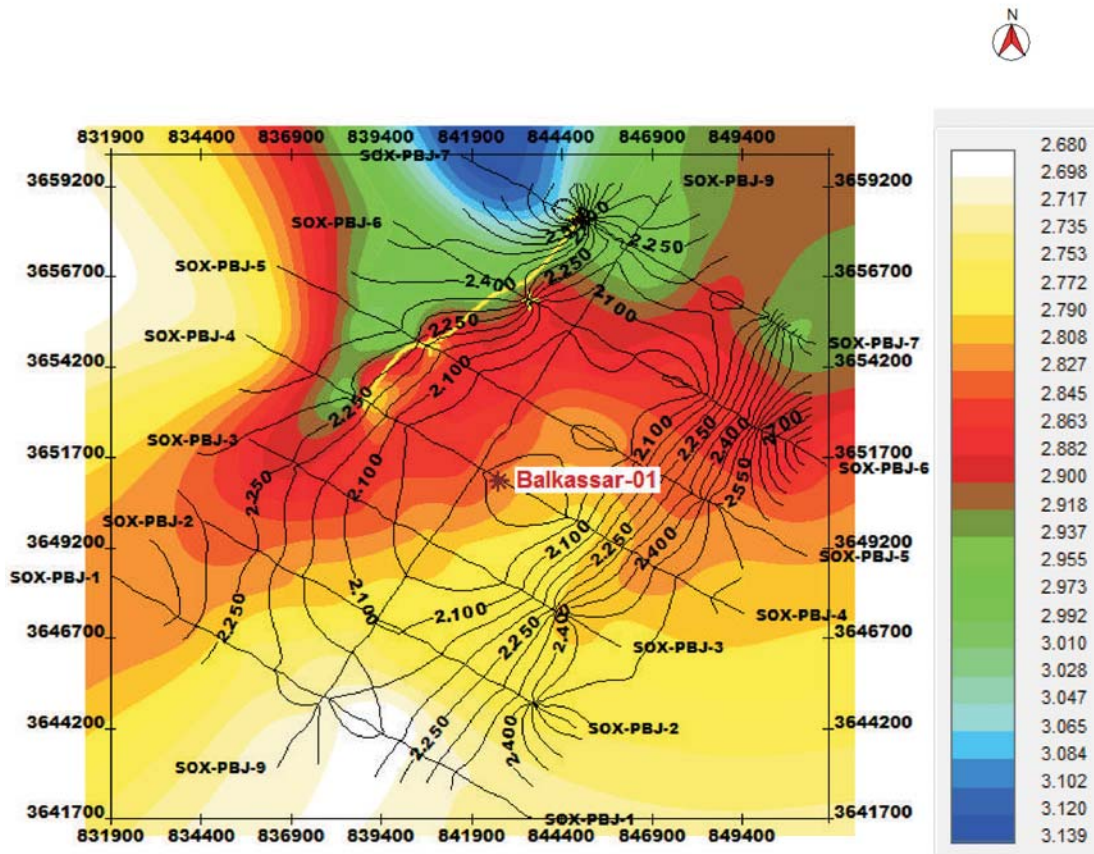 N
831900 834400 836900 839400 841900 844400 846900 849400
SOX-PBJ-7
SOX-PBJ-9
3659200 3659200
SOX-PBJ-6
2.250
SOX-PBJ-5
3656700 2.400 2.250 3656700
2.100
SOX-PBJ-4 2.250
SOX-PBJ-7
3654200 3654200
2.100
2.250
SOX-PBJ-3 2.100 2.250 2.400 2.700
3651700 3651700
SOX-PBJ-6
2.250 2.100 Balkassar-01 2.550
SOX-PBJ-2
3649200 2.100 2.250 2.400 3649200
SOX-PBJ-5
SOX-PBJ-1
2.250 2.100 2.100 2.400 SOX-PBJ-4
3646700 2.250 3646700
SOX-PBJ-3
3644200 2.250 2.400 SOX-PBJ-2 3644200
SOX-PBJ-9
3641700 SOX-PBJ-1 3641700
831900 834400 836900 839400 841900 844400 846900 849400
2.680
2.698
2.717
2.735
2.753
2.772
2.790
2.808
2.827
2.845
2.863
2.882
2.900
2.918
2.937
2.955
2.973
2.992
3.010
3.028
3.047
3.065
3.084
3.102
3.120
3.139